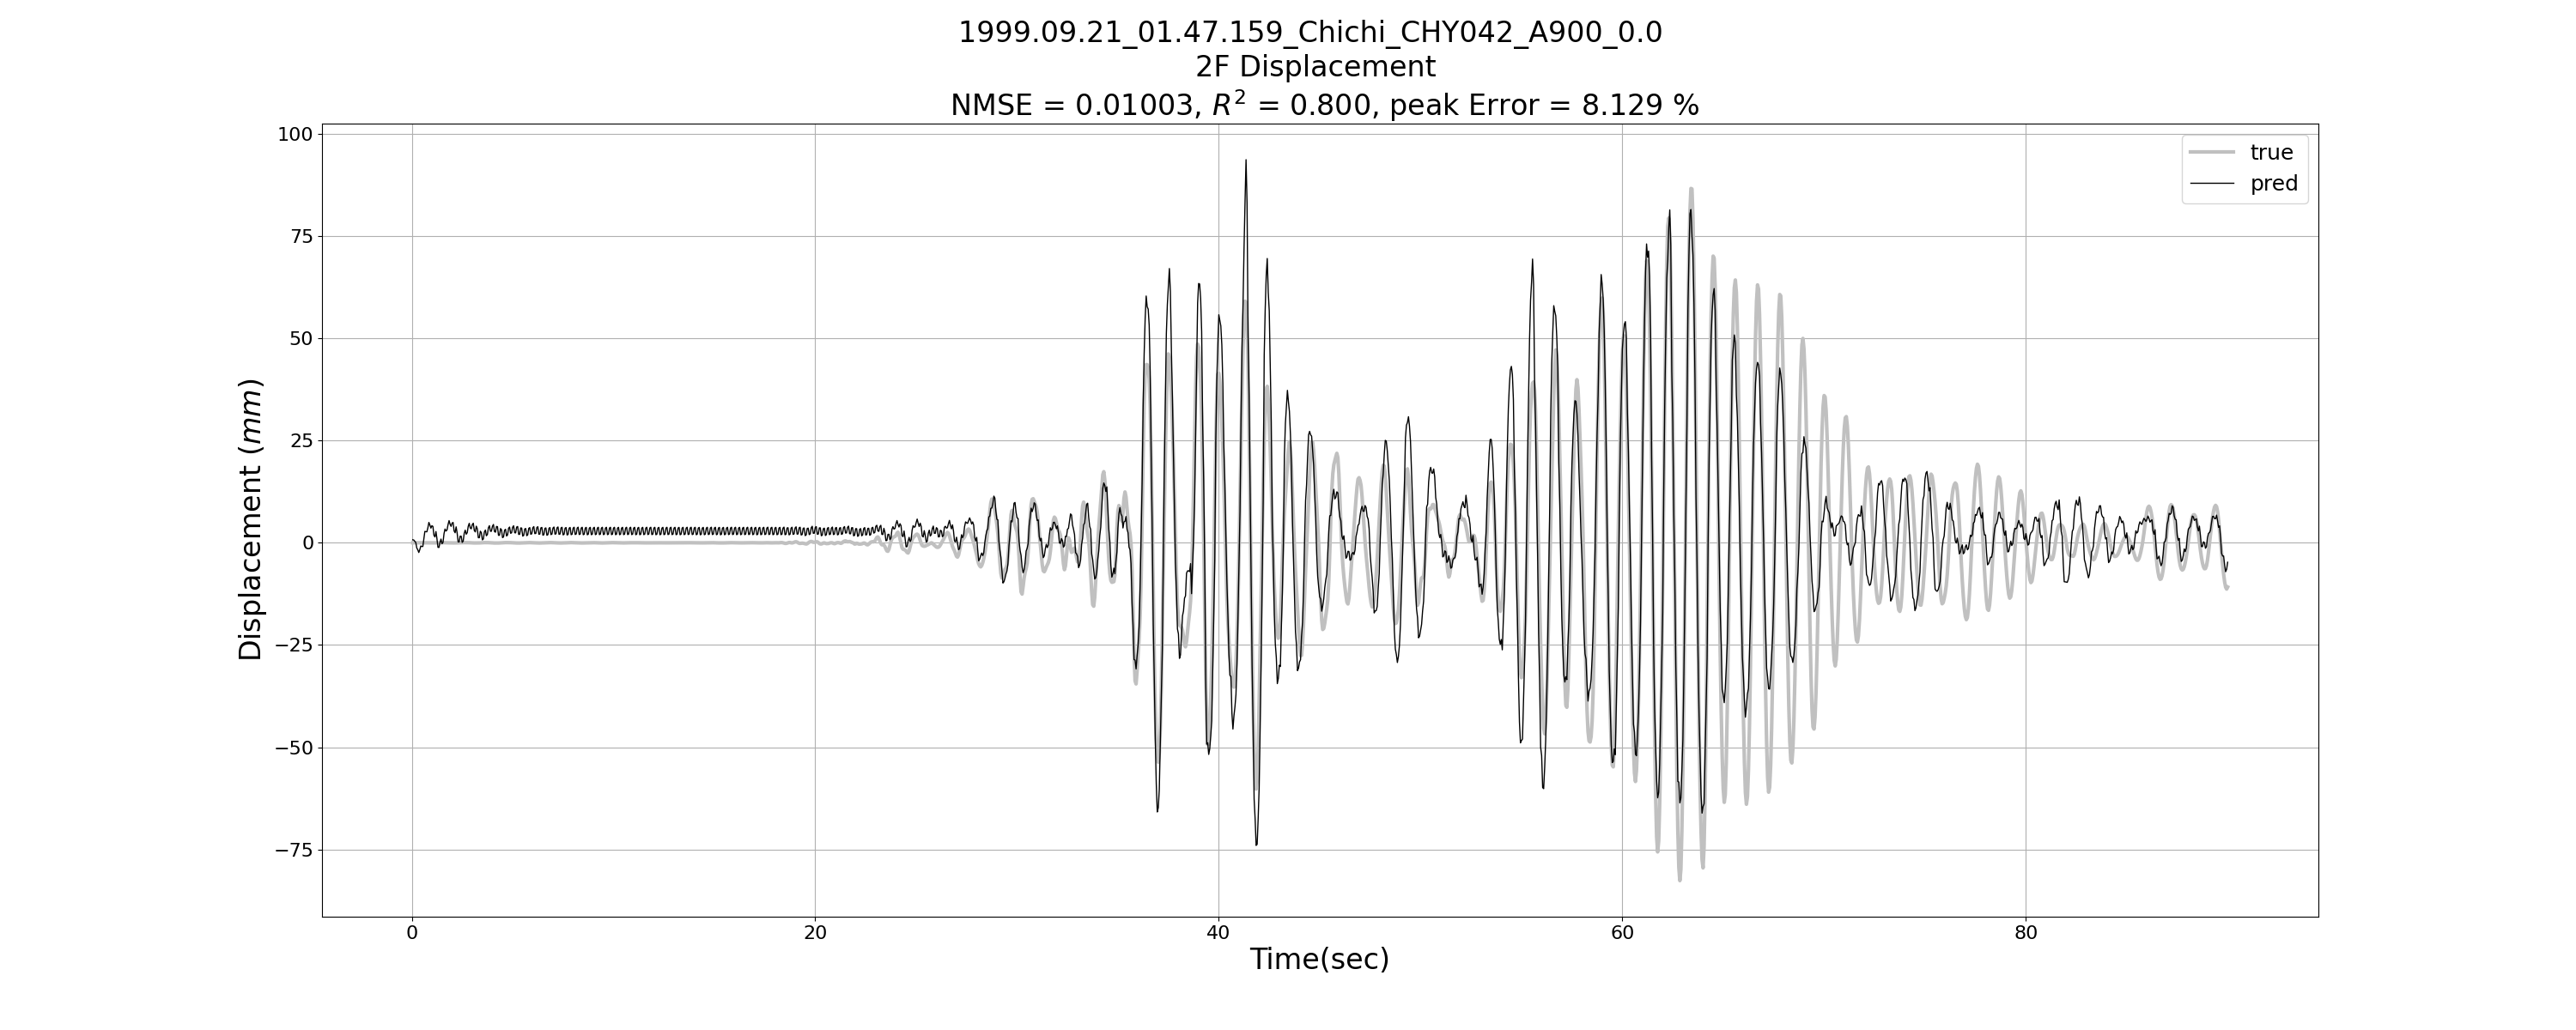 1999.09.21_01.47.159_Chichi_CHY042_A900_0.0
2F Displacement
NMSE = 0.01003, R² = 0.800, peak Error = 8.129 %
100
75
50
25
0
−25
−50
−75
Displacement (mm)
true
pred
0 20 40 60 80
Time(sec)